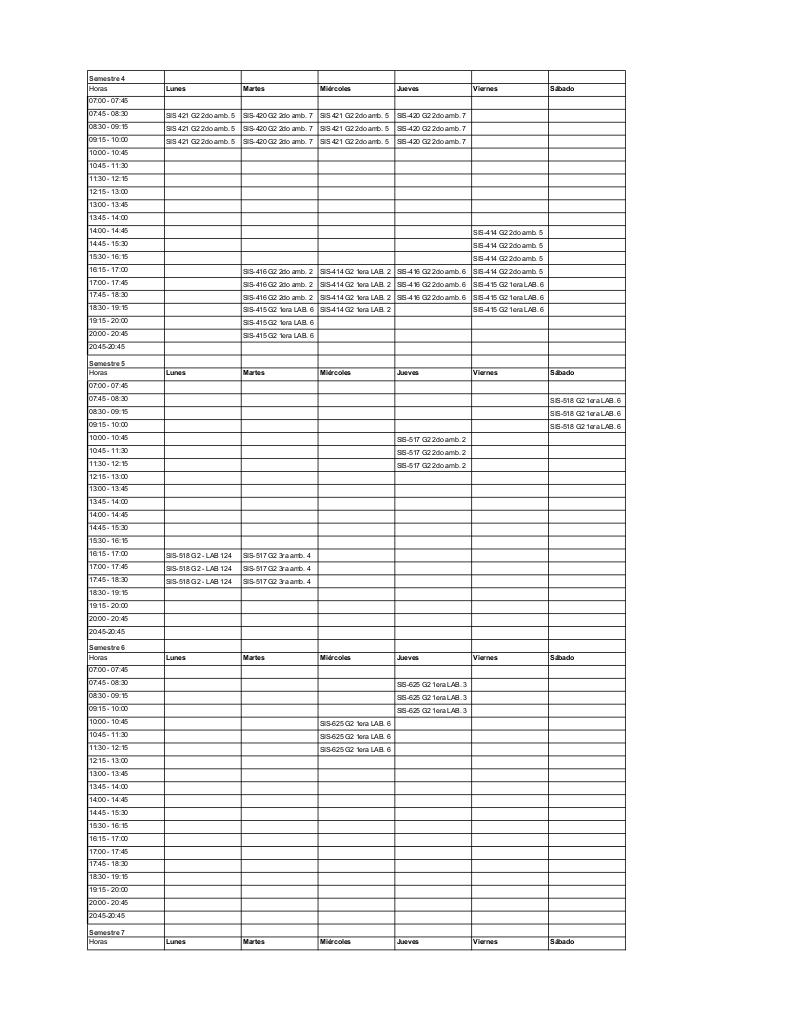 Semestre 4
Horas Lunes Martes Miércoles Jueves Viernes Sábado
07:00 - 07:45
07:45 - 08:30 SIS 421 G2 2do amb. 5 SIS-420 G2 2do amb. 7 SIS 421 G2 2do amb. 5 SIS-420 G2 2do amb. 7
08:30 - 09:15 SIS 421 G2 2do amb. 5 SIS-420 G2 2do amb. 7 SIS 421 G2 2do amb. 5 SIS-420 G2 2do amb. 7
09:15 - 10:00 SIS 421 G2 2do amb. 5 SIS-420 G2 2do amb. 7 SIS 421 G2 2do amb. 5 SIS-420 G2 2do amb. 7
10:00 - 10:45
10:45 - 11:30
11:30 - 12:15
12:15 - 13:00
13:00 - 13:45
13:45 - 14:00
14:00 - 14:45 SIS-414 G2 2do amb. 5
14:45 - 15:30 SIS-414 G2 2do amb. 5
15:30 - 16:15 SIS-414 G2 2do amb. 5
16:15 - 17:00 SIS-416 G2 2do amb. 2 SIS-414 G2 1era LAB. 2 SIS-416 G2 2do amb. 6 SIS-414 G2 2do amb. 5
17:00 - 17:45 SIS-416 G2 2do amb. 2 SIS-414 G2 1era LAB. 2 SIS-416 G2 2do amb. 6 SIS-415 G2 1era LAB. 6
17:45 - 18:30 SIS-416 G2 2do amb. 2 SIS-414 G2 1era LAB. 2 SIS-416 G2 2do amb. 6 SIS-415 G2 1era LAB. 6
18:30 - 19:15 SIS-415 G2 1era LAB. 6 SIS-414 G2 1era LAB. 2 SIS-415 G2 1era LAB. 6
19:15 - 20:00 SIS-415 G2 1era LAB. 6
20:00 - 20:45 SIS-415 G2 1era LAB. 6
20:45-20:45
Semestre 5
Horas Lunes Martes Miércoles Jueves Viernes Sábado
07:00 - 07:45
07:45 - 08:30 SIS-518 G2 1era LAB. 6
08:30 - 09:15 SIS-518 G2 1era LAB. 6
09:15 - 10:00 SIS-518 G2 1era LAB. 6
10:00 - 10:45 SIS-517 G2 2do amb. 2
10:45 - 11:30 SIS-517 G2 2do amb. 2
11:30 - 12:15 SIS-517 G2 2do amb. 2
12:15 - 13:00
13:00 - 13:45
13:45 - 14:00
14:00 - 14:45
14:45 - 15:30
15:30 - 16:15
16:15 - 17:00 SIS-518 G2 - LAB 124 SIS-517 G2 3ra amb. 4
17:00 - 17:45 SIS-518 G2 - LAB 124 SIS-517 G2 3ra amb. 4
17:45 - 18:30 SIS-518 G2 - LAB 124 SIS-517 G2 3ra amb. 4
18:30 - 19:15
19:15 - 20:00
20:00 - 20:45
20:45-20:45
Semestre 6
Horas Lunes Martes Miércoles Jueves Viernes Sábado
07:00 - 07:45
07:45 - 08:30 SIS-625 G2 1era LAB. 3
08:30 - 09:15 SIS-625 G2 1era LAB. 3
09:15 - 10:00 SIS-625 G2 1era LAB. 3
10:00 - 10:45 SIS-625 G2 1era LAB. 6
10:45 - 11:30 SIS-625 G2 1era LAB. 6
11:30 - 12:15 SIS-625 G2 1era LAB. 6
12:15 - 13:00
13:00 - 13:45
13:45 - 14:00
14:00 - 14:45
14:45 - 15:30
15:30 - 16:15
16:15 - 17:00
17:00 - 17:45
17:45 - 18:30
18:30 - 19:15
19:15 - 20:00
20:00 - 20:45
20:45-20:45
Semestre 7
Horas Lunes Martes Miércoles Jueves Viernes Sábado